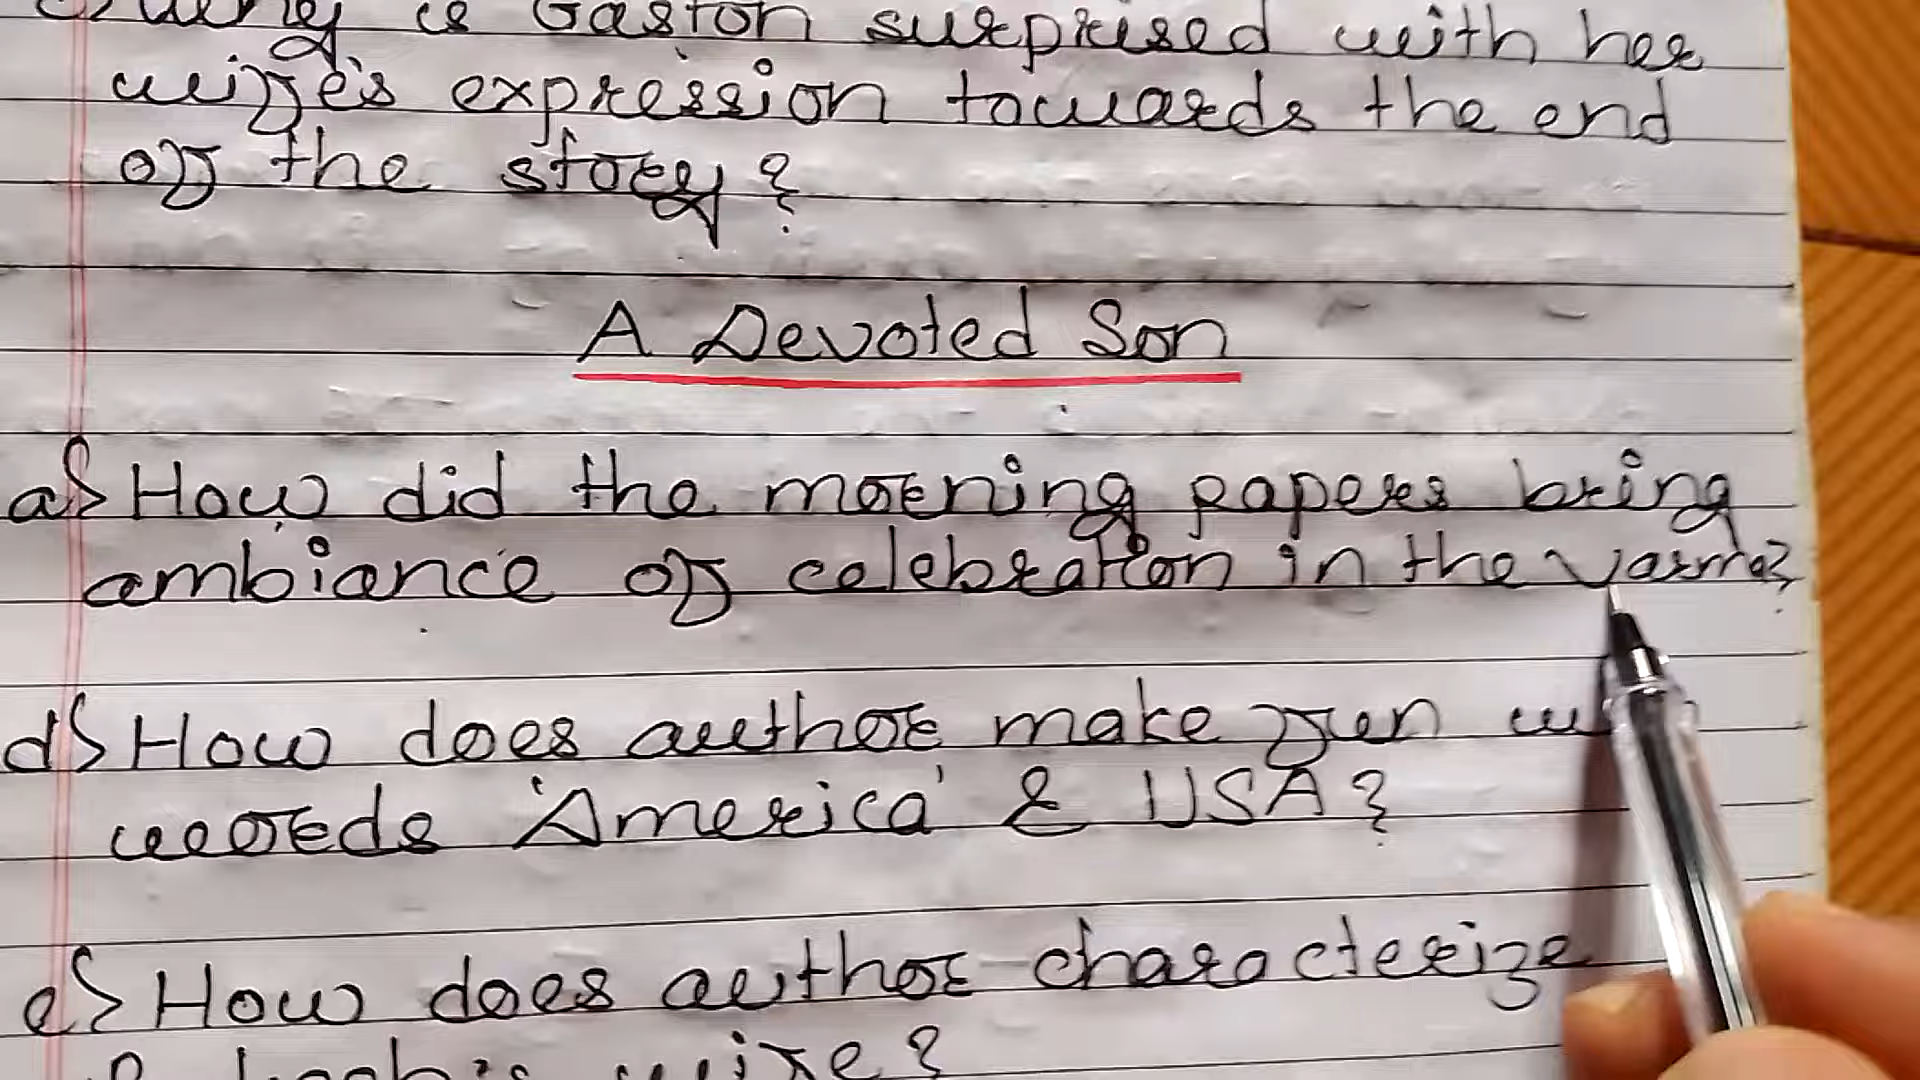 is Gaston surprised with her
wife's expression towards the end
of the story?
A Devoted Son
a) How did the morning papers bring
ambiance of celebration in the Varma?
d) How does author make fun
words 'America' & USA?
e) How does author characterize
wife?